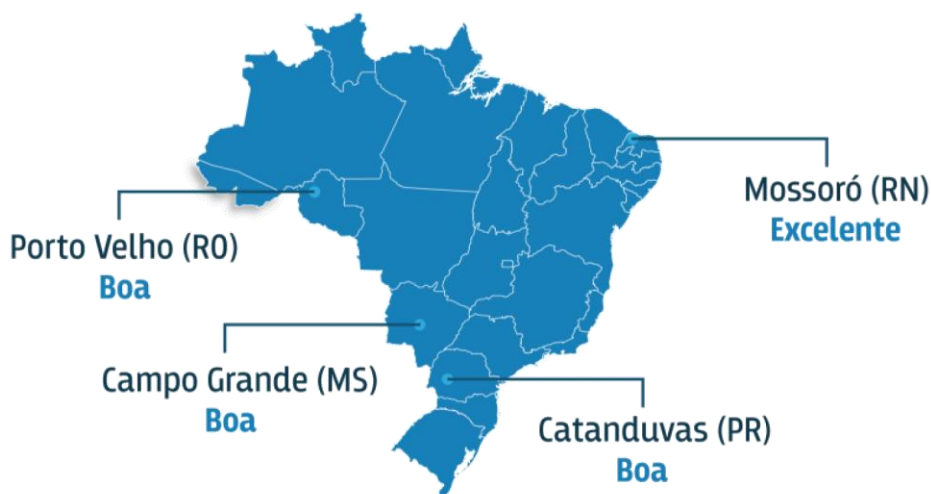 Mossoró (RN)
Excelente
Porto Velho (RO)
Boa
Campo Grande (MS)
Boa
Catanduvas (PR)
Boa